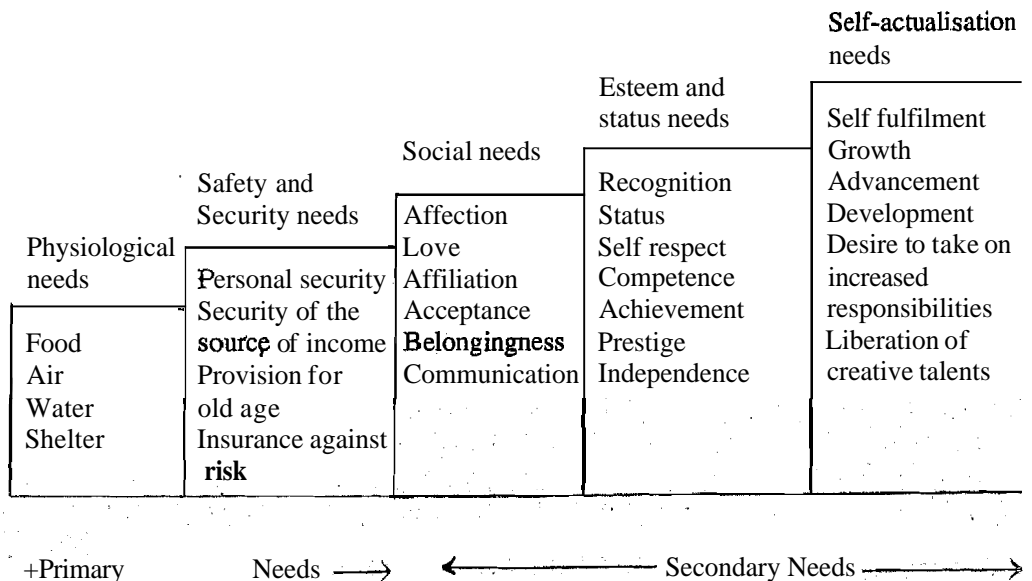 Physiological
needs
Food
Air
Water
Shelter
Safety and
Security needs
Personal security
Security of the
source of income
Provision for
old age
Insurance against
risk
Social needs
Affection
Love
Affiliation
Acceptance
Belongingness
Communication
Esteem and
status needs
Recognition
Status
Self respect
Competence
Achievement
Prestige
Independence
Self-actualisation
needs
Self fulfilment
Growth
Advancement
Development
Desire to take on
increased
responsibilities
Liberation of
creative talents
+Primary Needs → ← Secondary Needs →